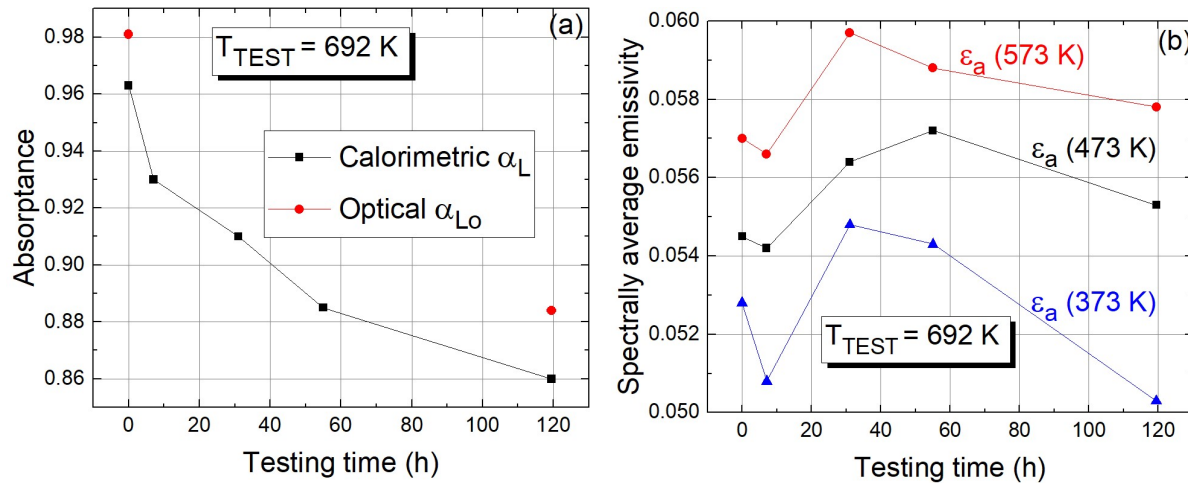 (a)
T_TEST = 692 K
Calorimetric α_L
Optical α_Lo
Absorptance
0.98
0.96
0.94
0.92
0.90
0.88
0.86
0 20 40 60 80 100 120
Testing time (h)
(b)
ε_a (573 K)
ε_a (473 K)
ε_a (373 K)
T_TEST = 692 K
Spectrally average emissivity
0.060
0.058
0.056
0.054
0.052
0.050
0 20 40 60 80 100 120
Testing time (h)